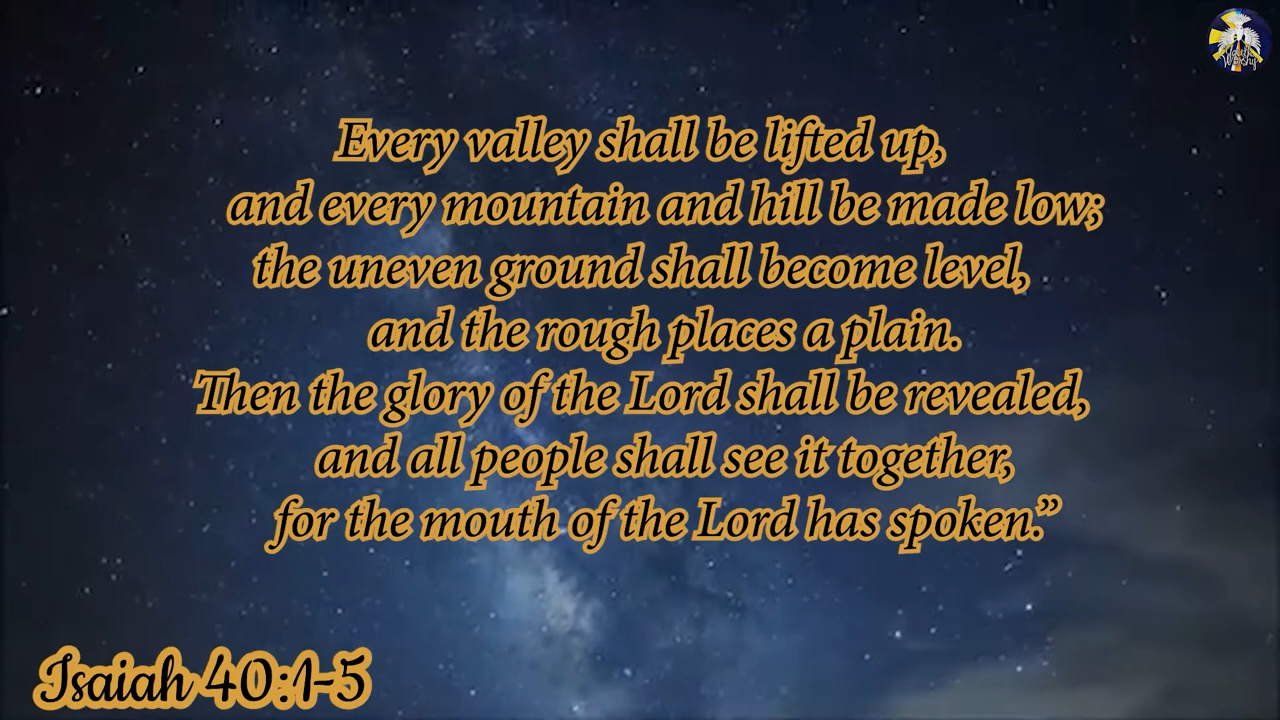 Every valley shall be lifted up,
and every mountain and hill be made low;
the uneven ground shall become level,
and the rough places a plain.
Then the glory of the Lord shall be revealed,
and all people shall see it together,
for the mouth of the Lord has spoken.”
Isaiah 40:1-5
Worship